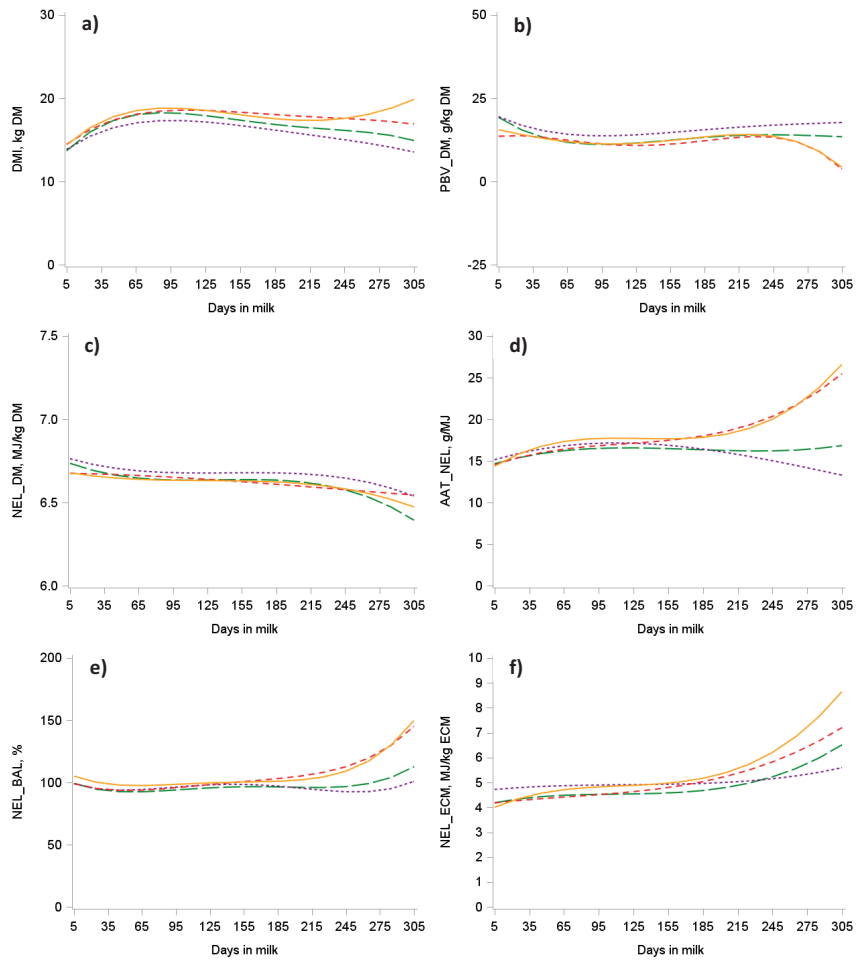 a)
DMI, kg DM
30
20
10
0
5 35 65 95 125 155 185 215 245 275 305
Days in milk
b)
PBV_DM, g/kg DM
50
25
0
-25
5 35 65 95 125 155 185 215 245 275 305
Days in milk
c)
NEL_DM, MJ/kg DM
7.5
7.0
6.5
6.0
5 35 65 95 125 155 185 215 245 275 305
Days in milk
d)
AAT_NEL, g/MJ
30
25
20
15
10
5
0
5 35 65 95 125 155 185 215 245 275 305
Days in milk
e)
NEL_BAL, %
200
150
100
50
0
5 35 65 95 125 155 185 215 245 275 305
Days in milk
f)
NEL_ECM, MJ/kg ECM
10
9
8
7
6
5
4
3
2
1
0
5 35 65 95 125 155 185 215 245 275 305
Days in milk